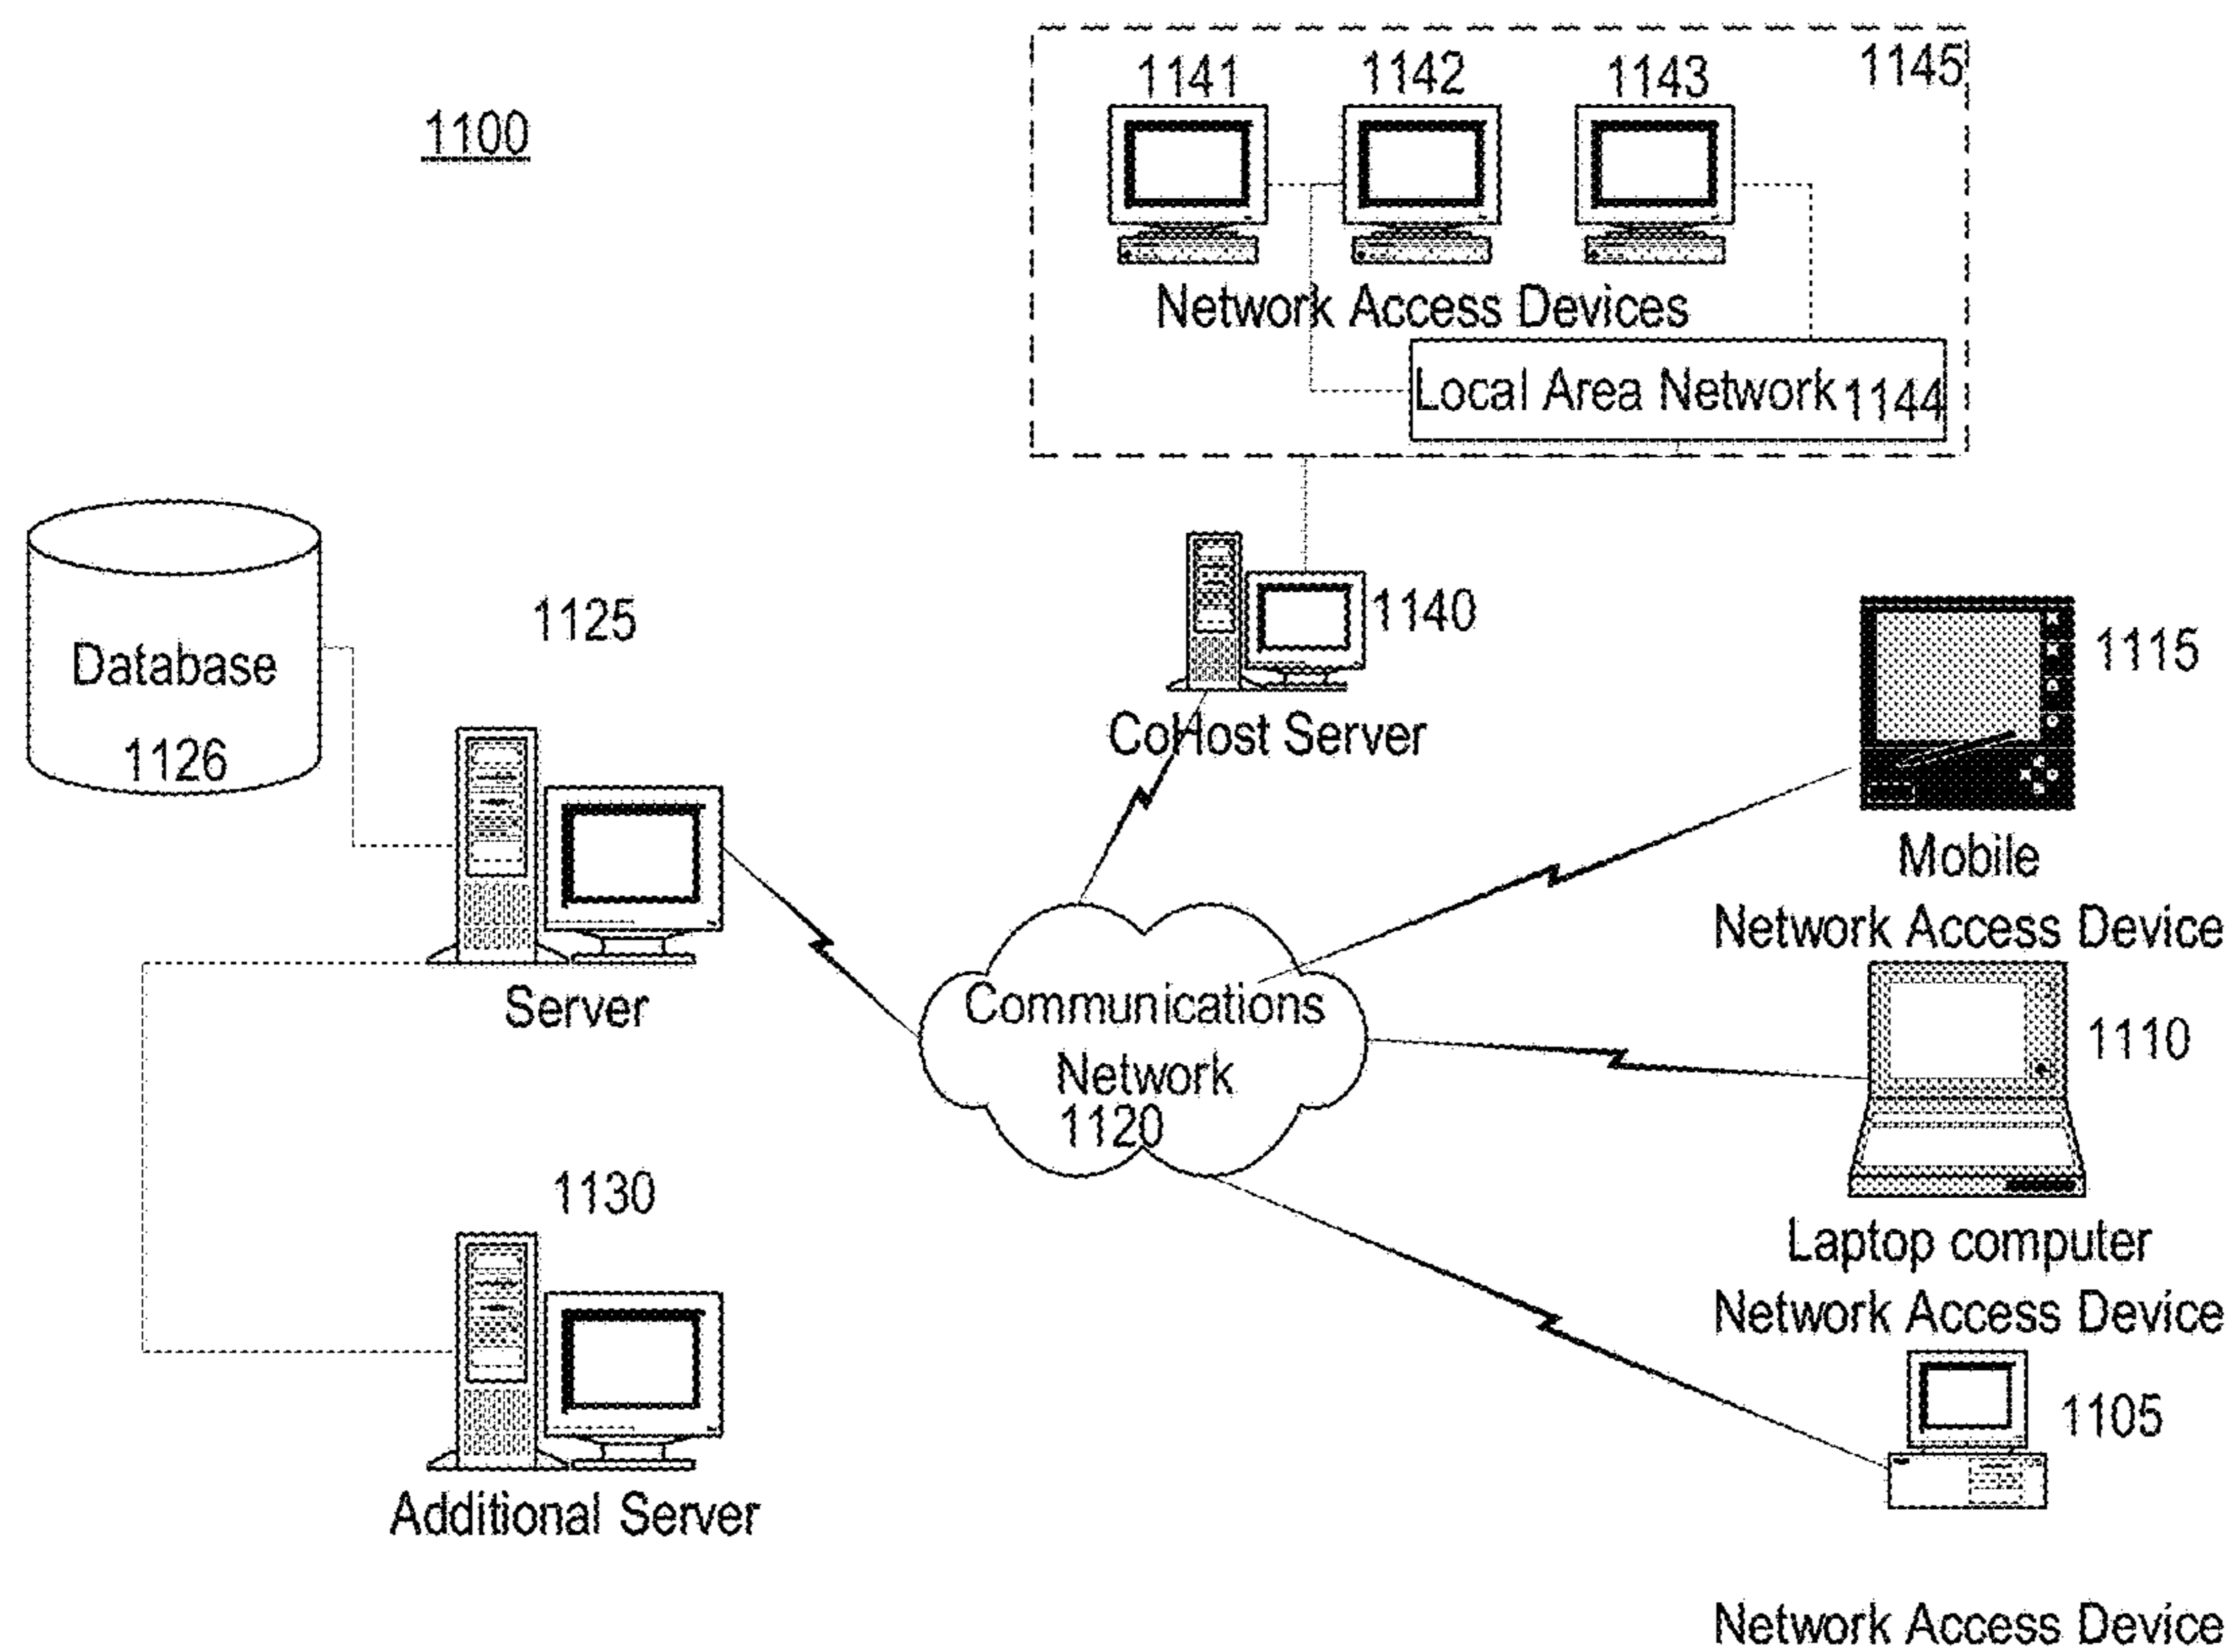 1100
1141
1142
1143
1145
Network Access Devices
Local Area Network 1144
Database
1126
1125
Server
1140
CoHost Server
1115
Mobile
Network Access Device
Communications
Network
1120
1110
Laptop computer
Network Access Device
1130
Additional Server
1105
Network Access Device